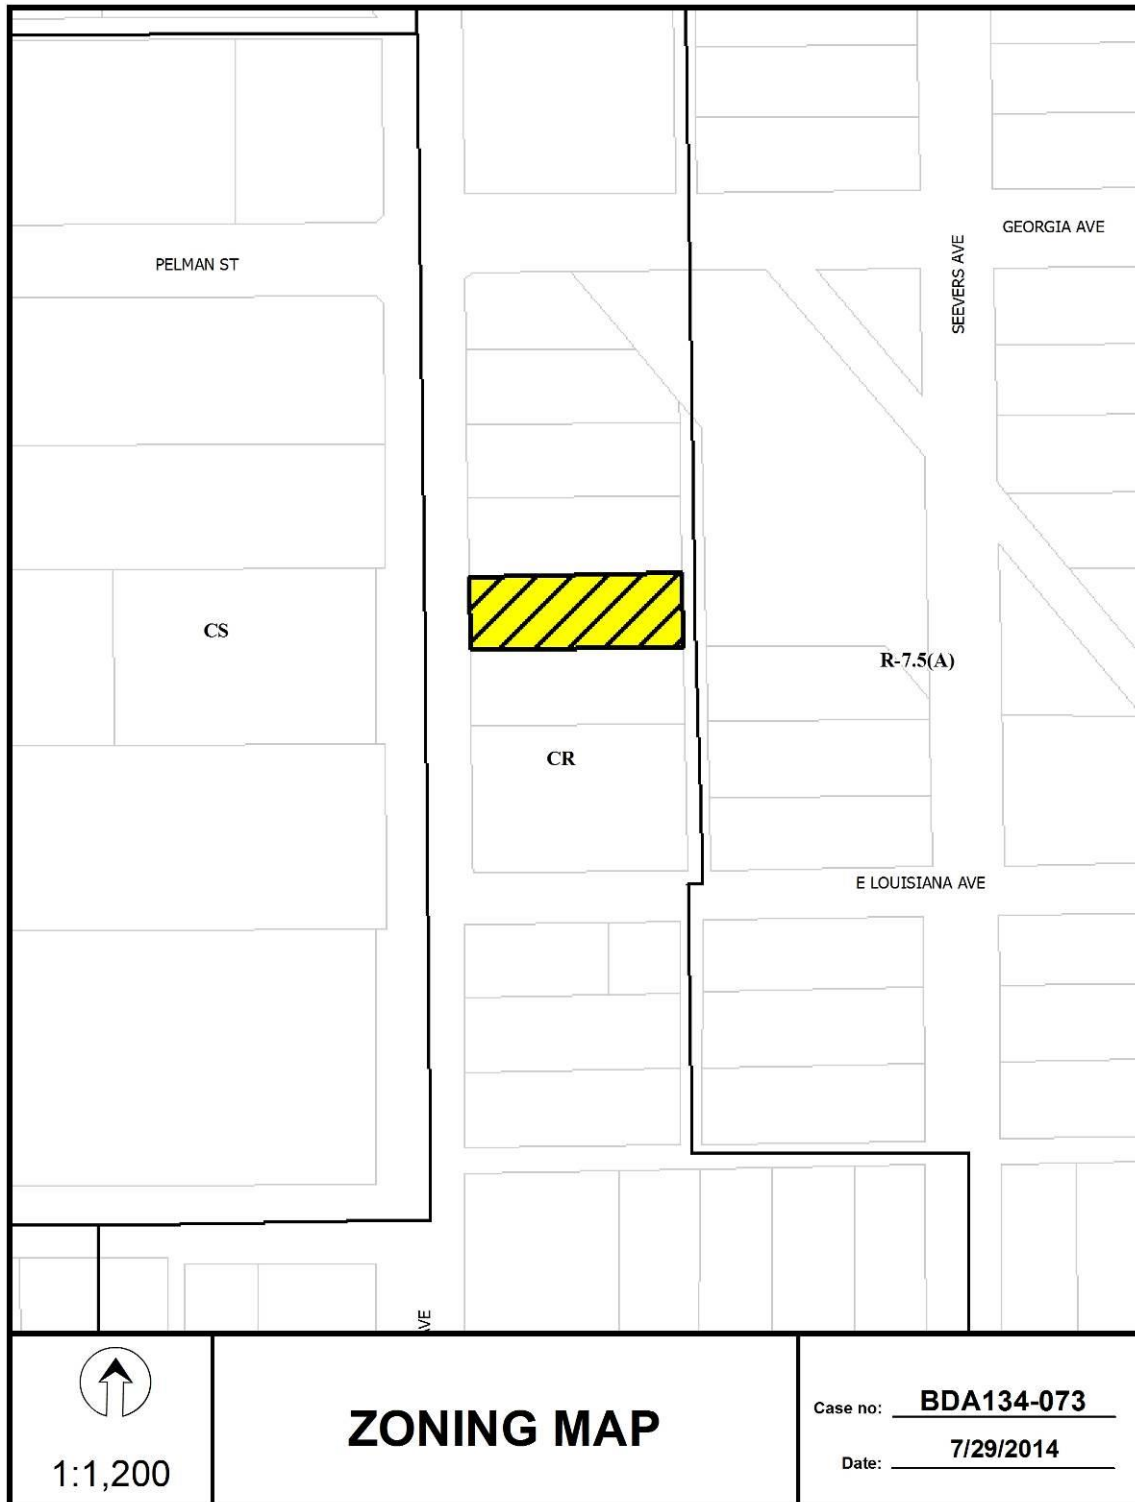 GEORGIA AVE
PELMAN ST
SEEVERS AVE
CS
R-7.5(A)
CR
E LOUISIANA AVE
VE
1:1,200
ZONING MAP
Case no: BDA134-073
Date: 7/29/2014